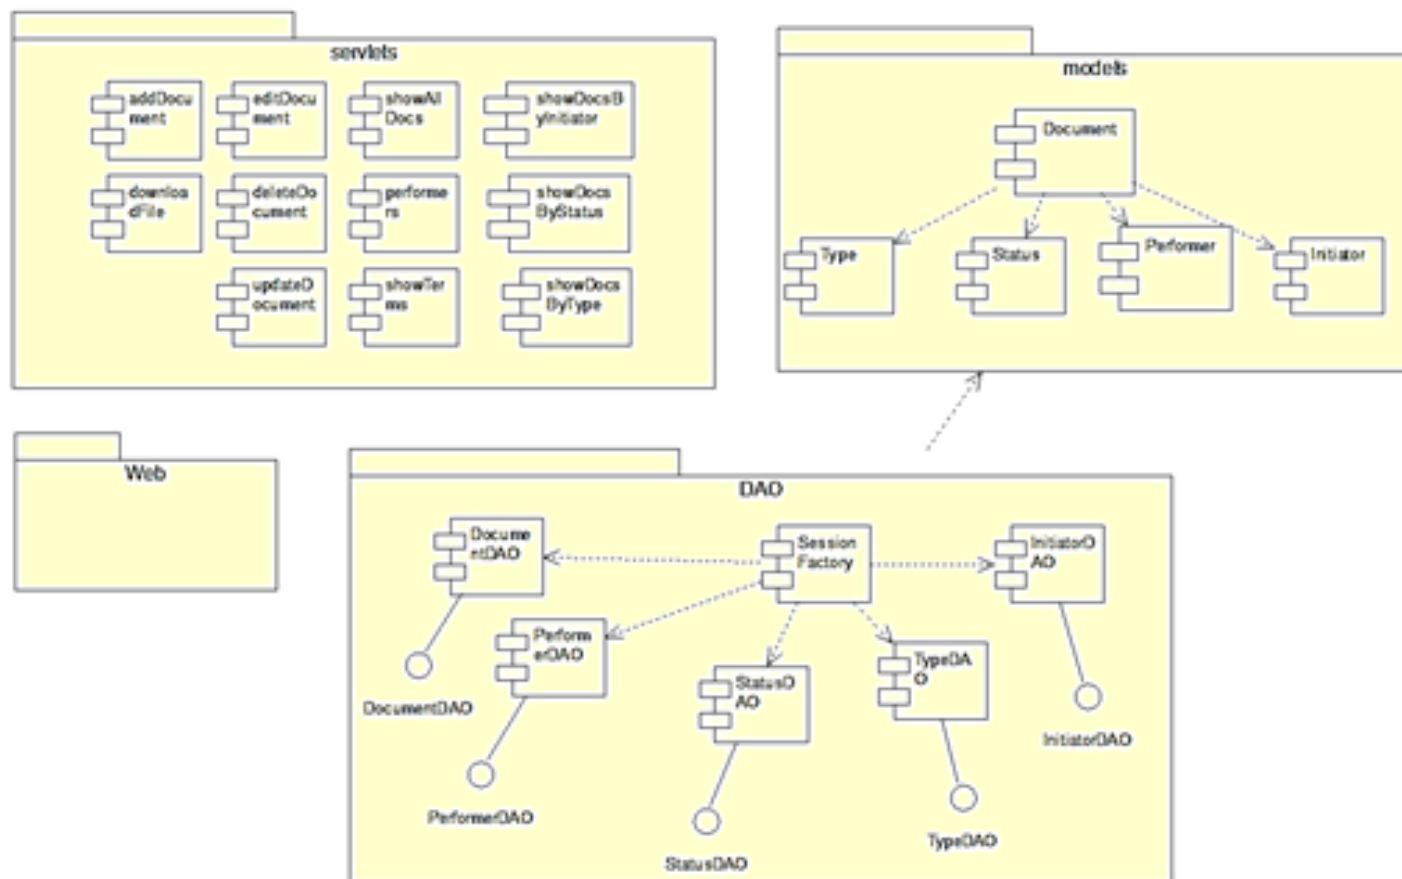 servlets
addDocu
ment
editDocu
ment
showAll
Docs
showDocsB
yInitiator
downloa
dFile
deleteDo
cument
performe
rs
showDocs
ByStatus
updateD
ocument
showTer
ms
showDocs
ByType
models
Document
Type
Status
Performer
Initiator
Web
DAO
Docume
ntDAO
Session
Factory
InitiatorD
AO
Perform
erDAO
StatusD
AO
TypeDA
O
DocumentDAO
InitiatorDAO
PerformerDAO
TypeDAO
StatusDAO